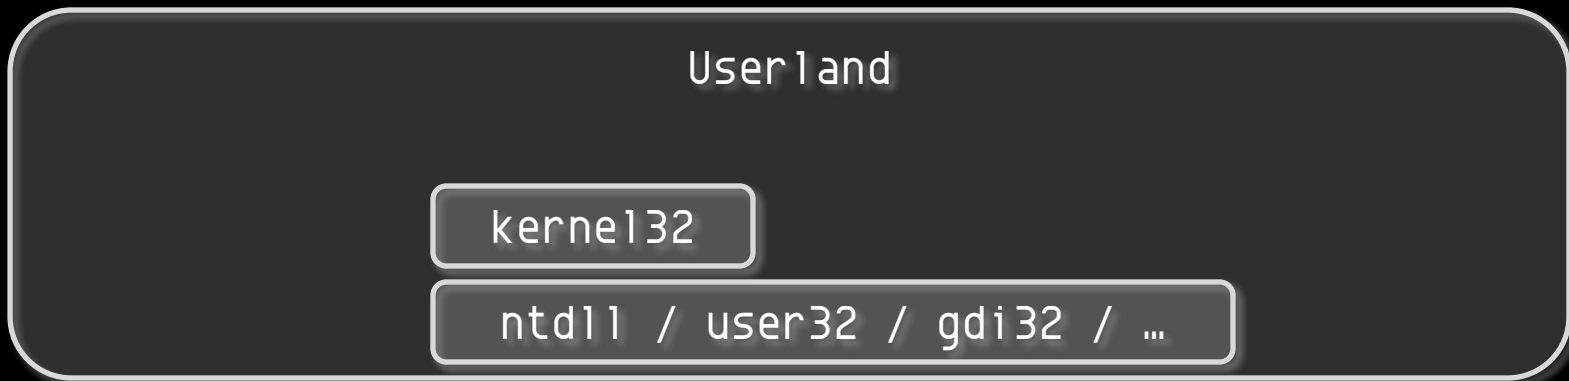 Userland
kernel32
ntdll / user32 / gdi32 / …